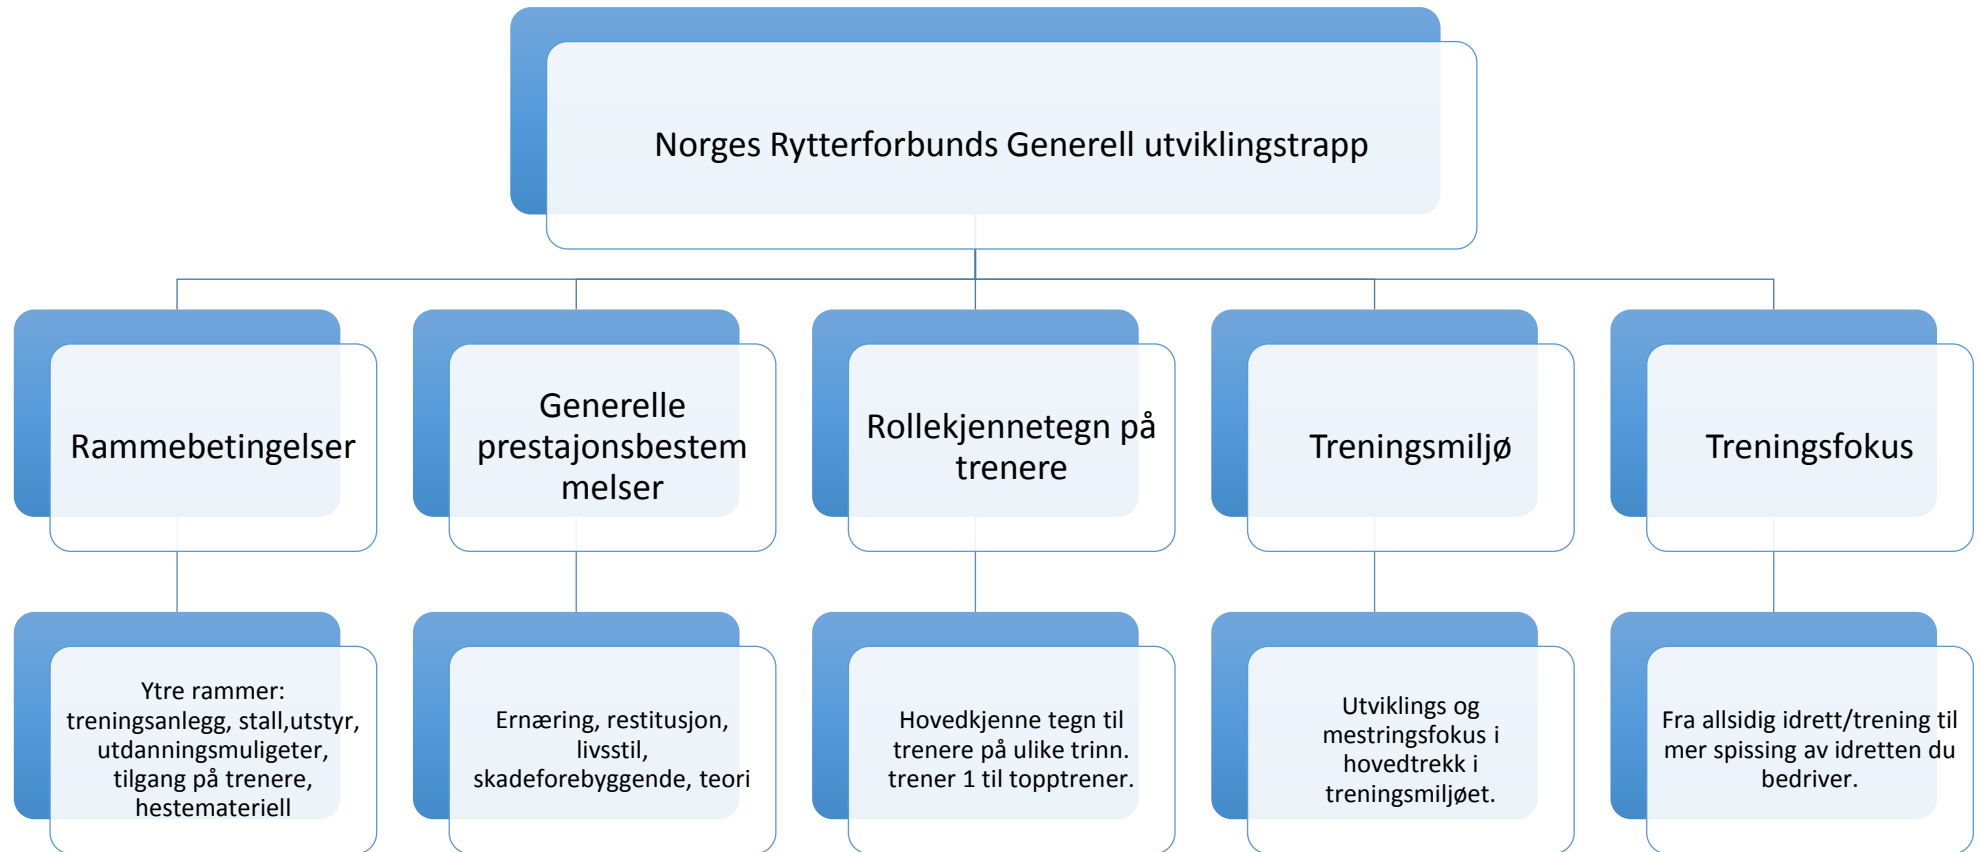 Norges Rytterforbunds Generell utviklingstrapp
Rammebetingelser
Generelle
prestajonsbestem
melser
Rollekjennetegn på
trenere
Treningsmiljø
Treningsfokus
Ytre rammer:
treningsanlegg, stall,utstyr,
utdanningsmuligeter,
tilgang på trenere,
hestemateriell
Ernæring, restitusjon,
livsstil,
skadeforebyggende, teori
Hovedkjenne tegn til
trenere på ulike trinn.
trener 1 til topptrener.
Utviklings og
mestringsfokus i
hovedtrekk i
treningsmiljøet.
Fra allsidig idrett/trening til
mer spissing av idretten du
bedriver.